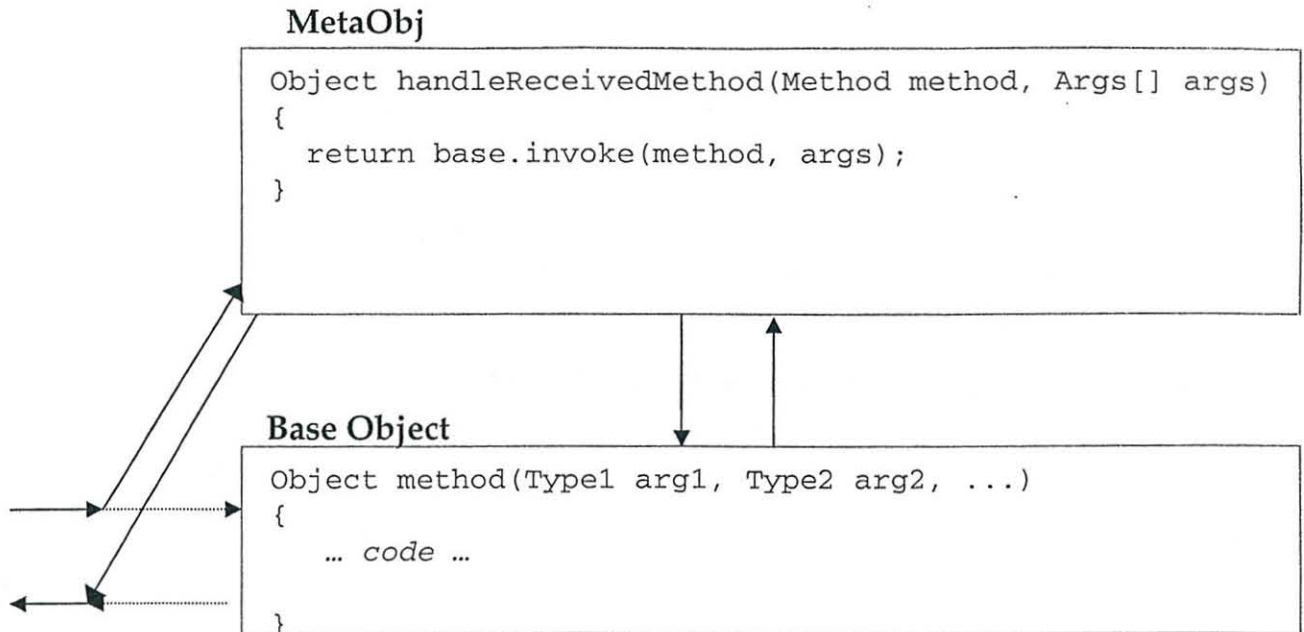 MetaObj
Object handleReceivedMethod(Method method, Args[] args)
{
return base.invoke(method, args);
}
Base Object
Object method(Type1 arg1, Type2 arg2, ...)
{
… code …
}